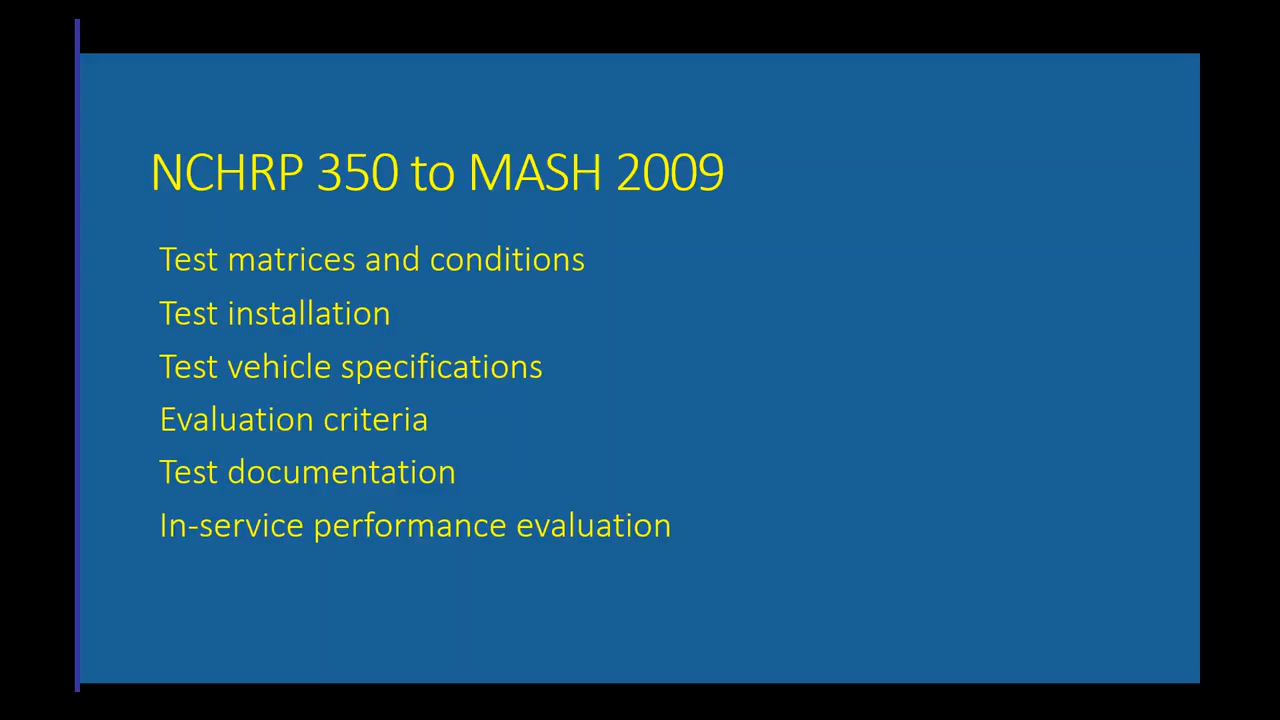 NCHRP 350 to MASH 2009
Test matrices and conditions
Test installation
Test vehicle specifications
Evaluation criteria
Test documentation
In-service performance evaluation